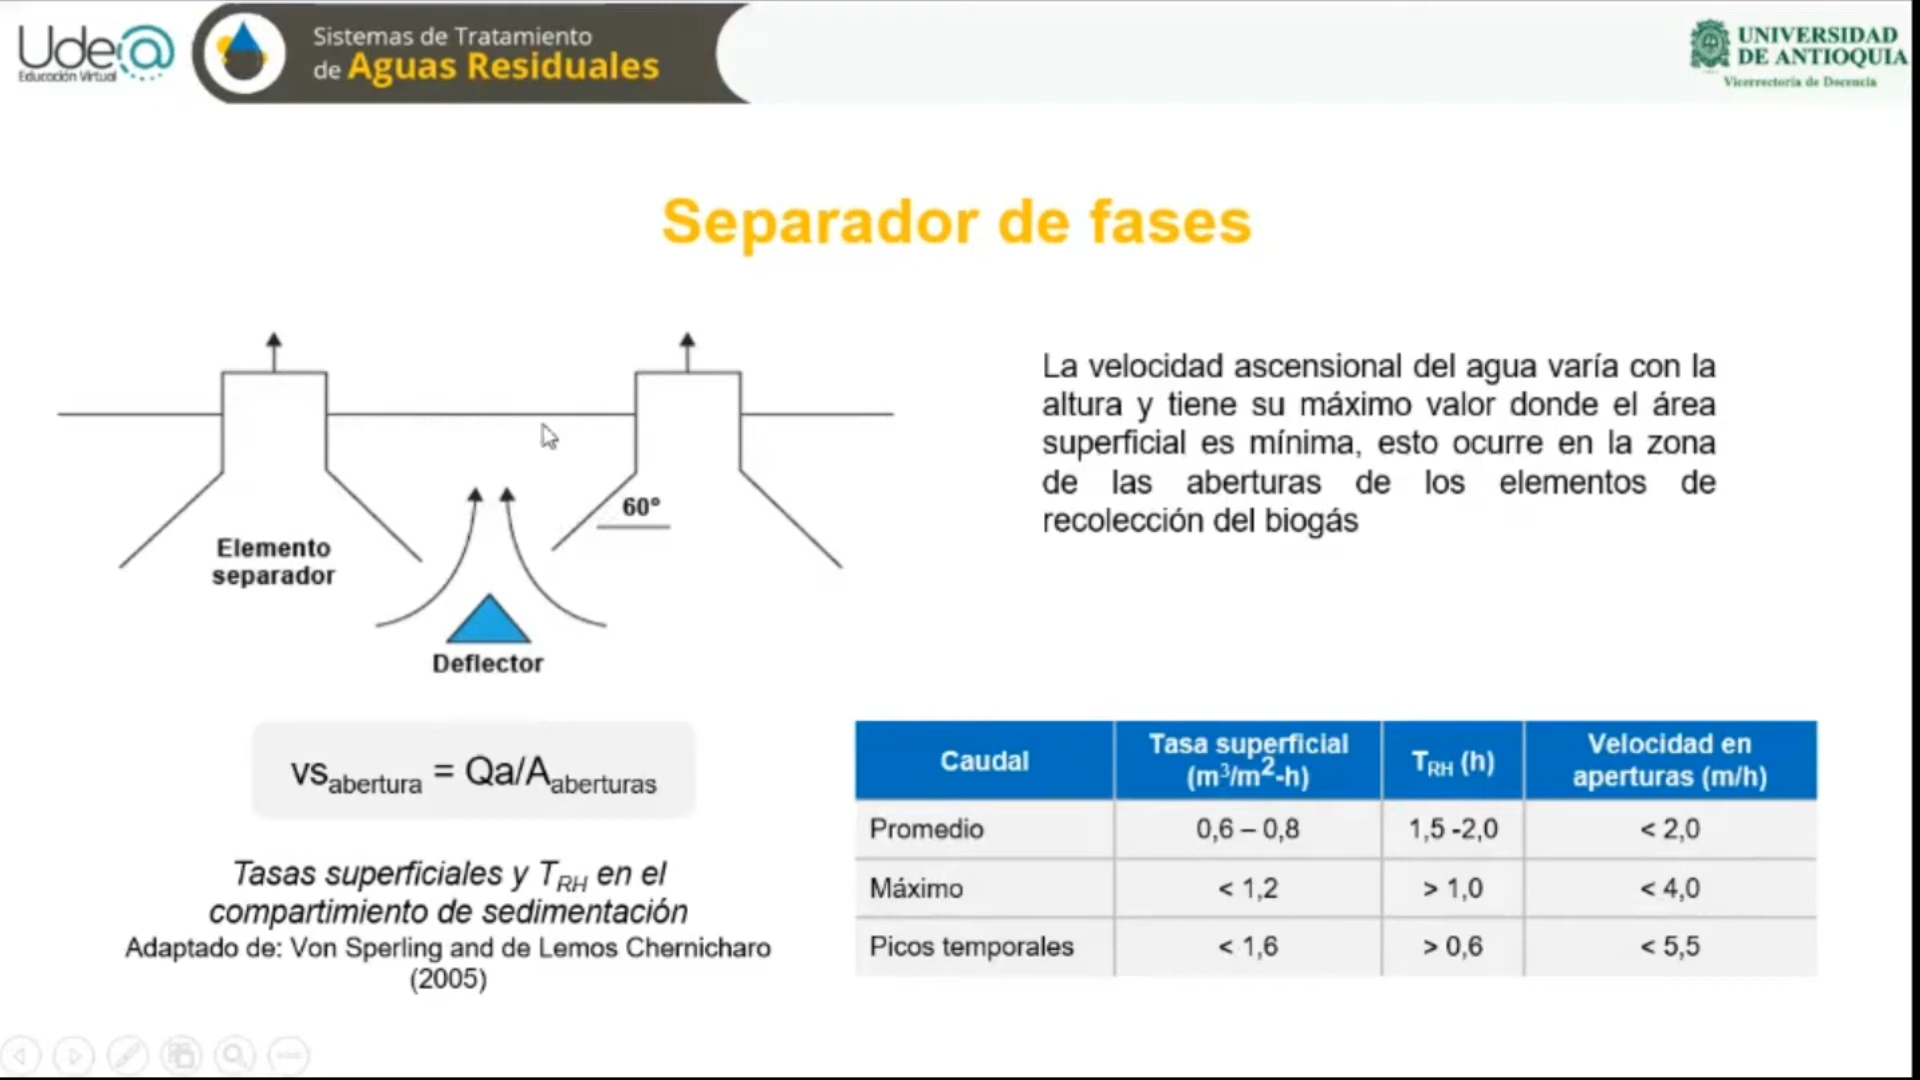 Ude@
Educación Virtual
Sistemas de Tratamiento
de Aguas Residuales
UNIVERSIDAD
DE ANTIOQUIA
Vicerrectoría de Docencia
Separador de fases
60°
Elemento
separador
Deflector
La velocidad ascensional del agua varía con la
altura y tiene su máximo valor donde el área
superficial es mínima, esto ocurre en la zona
de las aberturas de los elementos de
recolección del biogás
vs_abertura = Qa/A_aberturas
Tasas superficiales y T_RH en el
compartimiento de sedimentación
Adaptado de: Von Sperling and de Lemos Chernicharo
(2005)
Caudal | Tasa superficial (m³/m²-h) | T_RH (h) | Velocidad en aperturas (m/h)
Promedio | 0,6 – 0,8 | 1,5 -2,0 | < 2,0
Máximo | < 1,2 | > 1,0 | < 4,0
Picos temporales | < 1,6 | > 0,6 | < 5,5